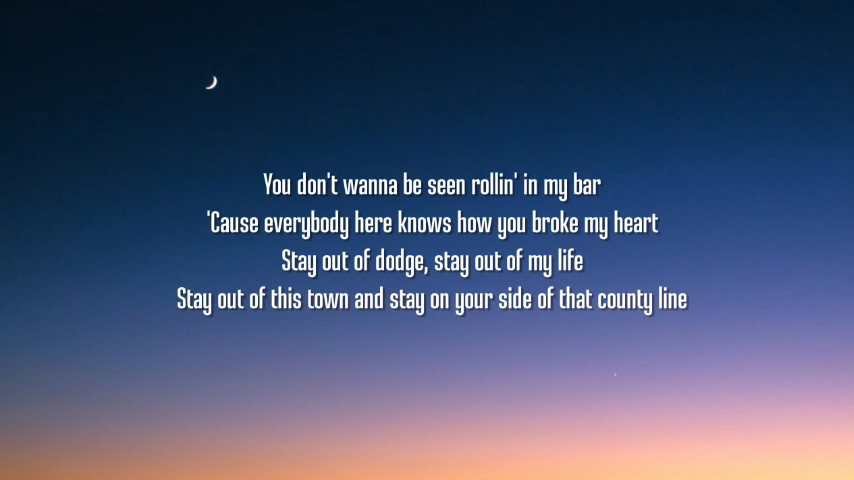 You don't wanna be seen rollin' in my bar
'Cause everybody here knows how you broke my heart
Stay out of dodge, stay out of my life
Stay out of this town and stay on your side of that county line